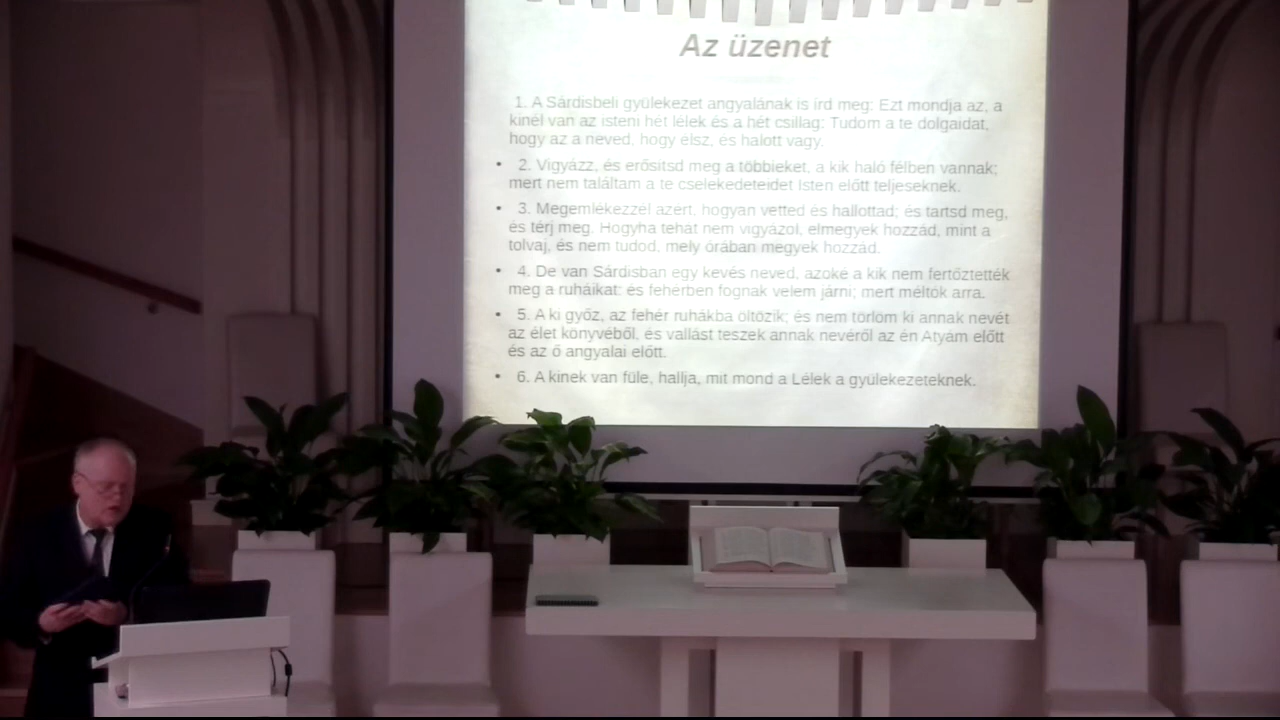 Az üzenet
1. A Sárdisbeli gyülekezet angyalának is írd meg: Ezt mondja az, a
kinél van az isteni hét lélek és a hét csillag: Tudom a te dolgaidat,
hogy az a neved, hogy élsz, és halott vagy.
• 2. Vigyázz, és erősítsd meg a többieket, a kik haló félben vannak;
mert nem találtam a te cselekedeteidet Isten előtt teljeseknek.
• 3. Megemlékezzél azért, hogyan vetted és hallottad; és tartsd meg,
és térj meg. Hogyha tehát nem vigyázol, elmegyek hozzád, mint a
tolvaj, és nem tudod, mely órában megyek hozzád.
• 4. De van Sárdisban egy kevés neved, azoké a kik nem fertőztették
meg a ruháikat: és fehérben fognak velem járni; mert méltók arra.
• 5. A ki győz, az fehér ruhákba öltözik; és nem törlöm ki annak nevét
az élet könyvéből, és vallást teszek annak nevéről az én Atyám előtt
és az ő angyalai előtt.
• 6. A kinek van füle, hallja, mit mond a Lélek a gyülekezeteknek.